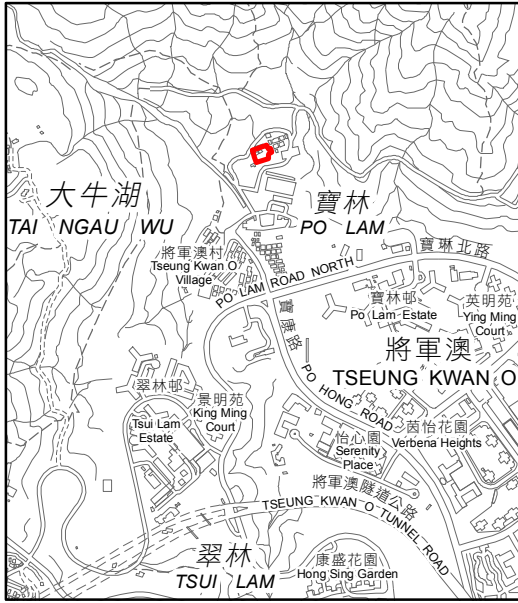 大牛湖
TAI NGAU WU
寶林
PO LAM
將軍澳村
Tseung Kwan O
Village
寶琳北路
PO LAM ROAD NORTH
寶林邨
Po Lam Estate
英明苑
Ying Ming
Court
寶康路
PO HONG ROAD
將軍澳
TSEUNG KWAN O
翠林邨
Tsui Lam
Estate
景明苑
King Ming
Court
怡心園
Serenity
Place
茵怡花園
Verbena Heights
將軍澳隧道公路
TSEUNG KWAN O TUNNEL ROAD
翠林
TSUI LAM
康盛花園
Hong Sing Garden